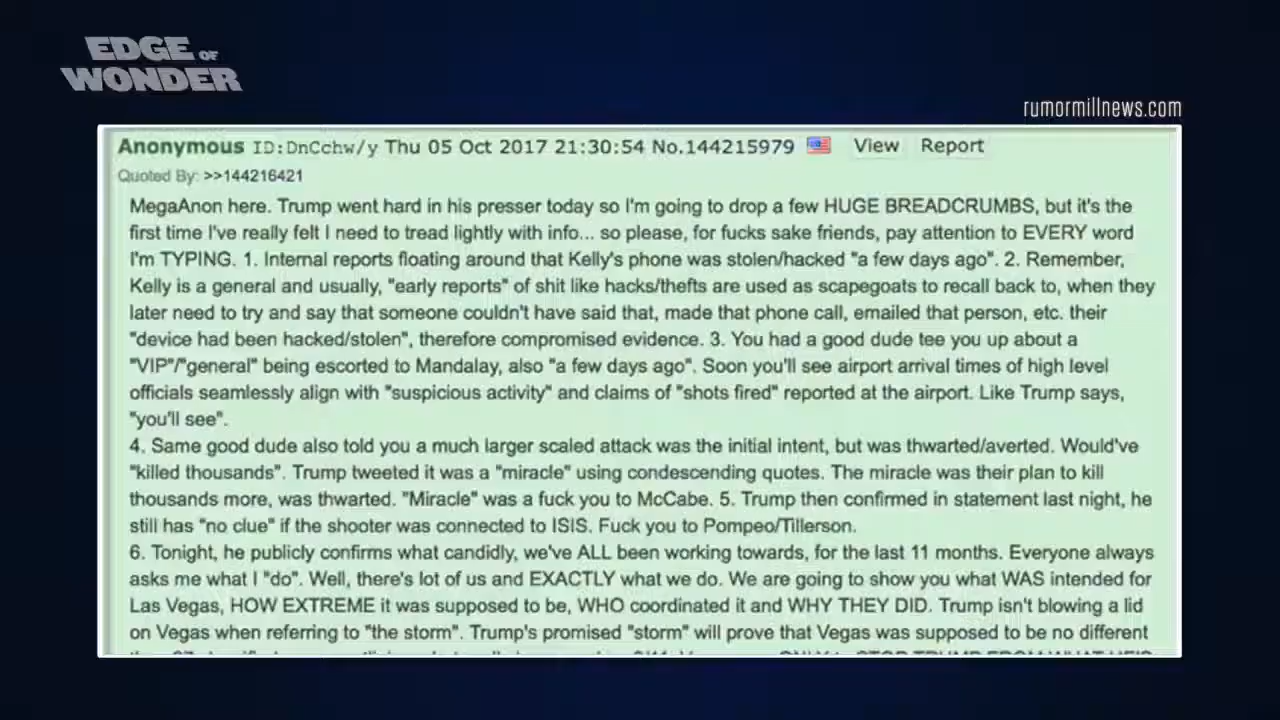 EDGE OF
WONDER
rumormillnews.com
Anonymous ID:DnCchw/y Thu 05 Oct 2017 21:30:54 No.144215979 View Report
Quoted By: >>144216421
MegaAnon here. Trump went hard in his presser today so I'm going to drop a few HUGE BREADCRUMBS, but it's the
first time I've really felt I need to tread lightly with info... so please, for fucks sake friends, pay attention to EVERY word
I'm TYPING. 1. Internal reports floating around that Kelly's phone was stolen/hacked "a few days ago". 2. Remember,
Kelly is a general and usually, "early reports" of shit like hacks/thefts are used as scapegoats to recall back to, when they
later need to try and say that someone couldn't have said that, made that phone call, emailed that person, etc. their
"device had been hacked/stolen", therefore compromised evidence. 3. You had a good dude tee you up about a
"VIP"/"general" being escorted to Mandalay, also "a few days ago". Soon you'll see airport arrival times of high level
officials seamlessly align with "suspicious activity" and claims of "shots fired" reported at the airport. Like Trump says,
"you'll see".
4. Same good dude also told you a much larger scaled attack was the initial intent, but was thwarted/averted. Would've
"killed thousands". Trump tweeted it was a "miracle" using condescending quotes. The miracle was their plan to kill
thousands more, was thwarted. "Miracle" was a fuck you to McCabe. 5. Trump then confirmed in statement last night, he
still has "no clue" if the shooter was connected to ISIS. Fuck you to Pompeo/Tillerson.
6. Tonight, he publicly confirms what candidly, we've ALL been working towards, for the last 11 months. Everyone always
asks me what I "do". Well, there's lot of us and EXACTLY what we do. We are going to show you what WAS intended for
Las Vegas, HOW EXTREME it was supposed to be, WHO coordinated it and WHY THEY DID. Trump isn't blowing a lid
on Vegas when referring to "the storm". Trump's promised "storm" will prove that Vegas was supposed to be no different